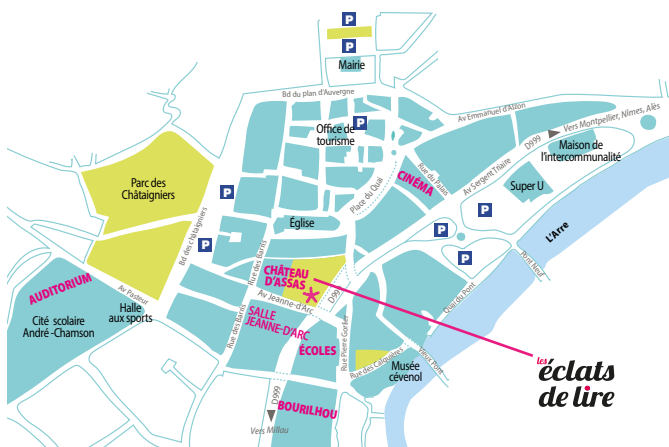 P
P
Mairie
Bd du plan d'Auvergne
Av Emmanuel d'Alzon
Vers Montpellier, Nîmes, Alès
D999
P
Office de
tourisme
Maison de
l'intercommunalité
Rue du Palais
Av Sergent Triaire
CINÉMA
Super U
Parc des
Châtaigniers
P
Place du Quai
P
P
Église
L'Arre
Bd des châtaigniers
P
Rue des Barris
P
Pont Neuf
CHÂTEAU
D'ASSAS
D999
AUDITORIUM
Av Pasteur
Av Jeanne-d'Arc
Quai du Pont
Halle
aux sports
Cité scolaire
André-Chamson
Rue des Barris
SALLE
JEANNE-D'ARC
Rue Pierre Gorlier
ÉCOLES
Rue des Calquières
Vieux Pont
Musée
cévenol
les
éclats
de lire
D999
BOURILHOU
Vers Millau